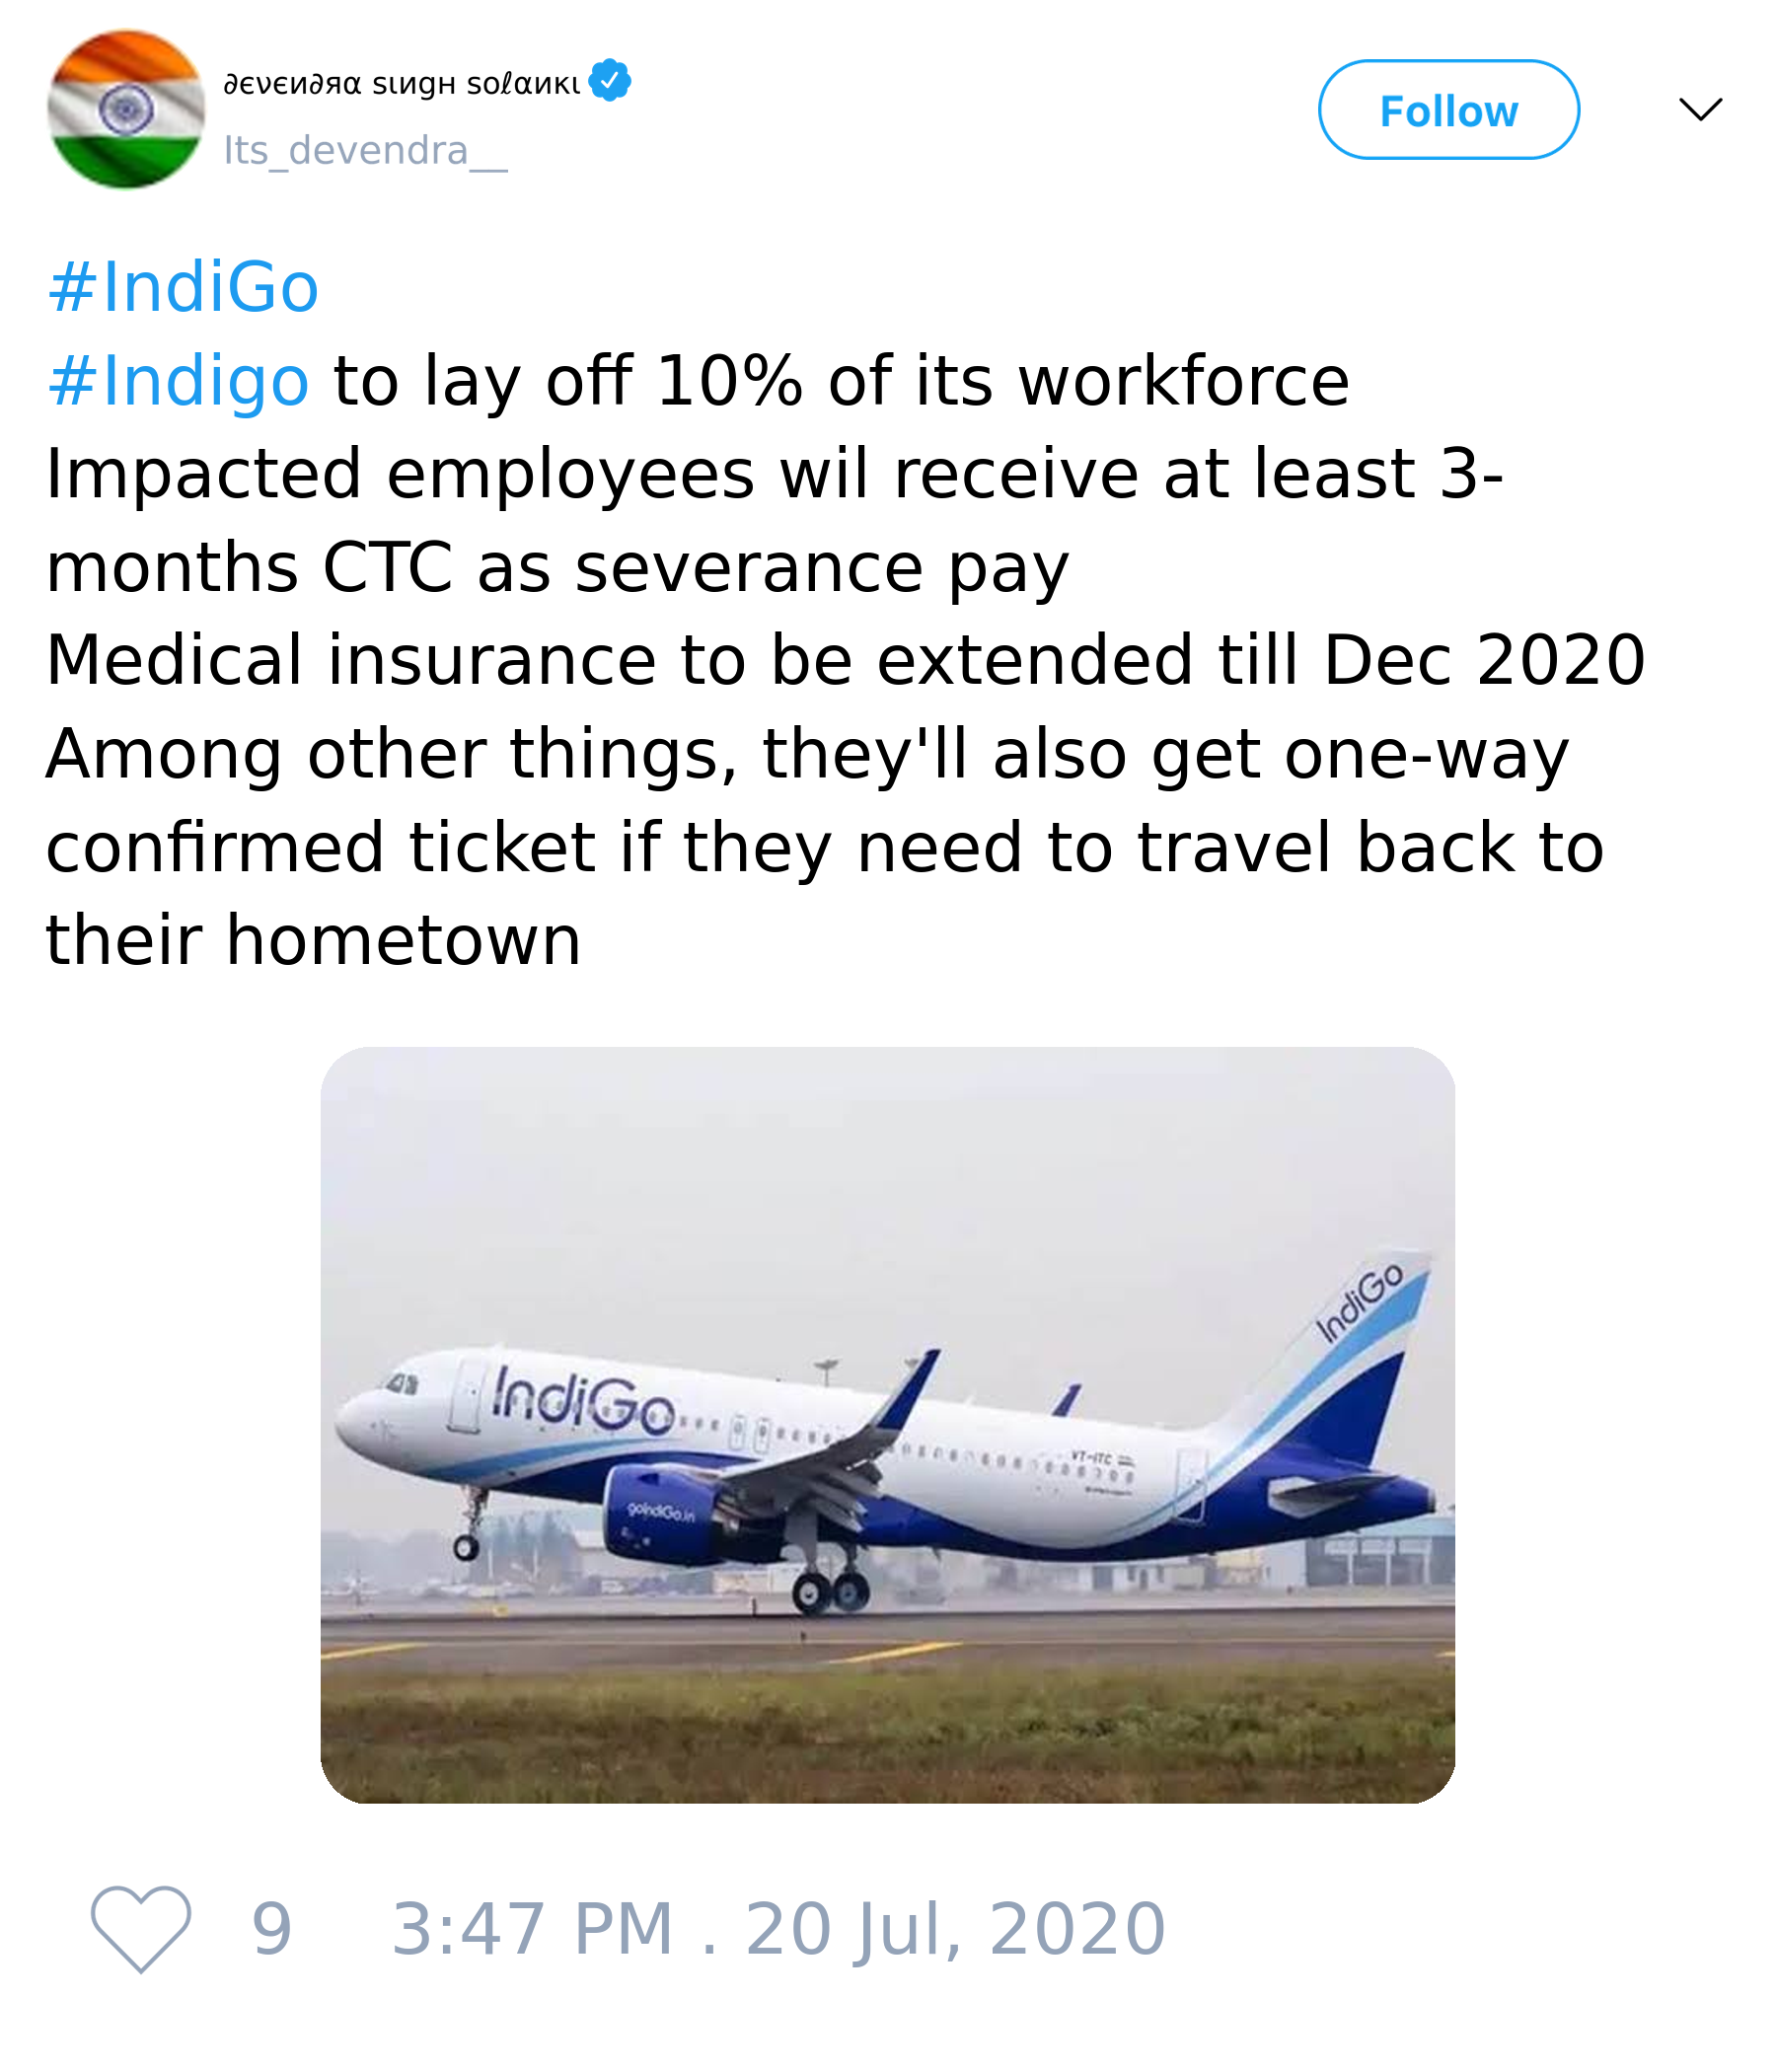 ∂єνєи∂яα ѕιиgн ѕoℓαикι
Its_devendra__
Follow
#IndiGo
#Indigo to lay off 10% of its workforce
Impacted employees wil receive at least 3-
months CTC as severance pay
Medical insurance to be extended till Dec 2020
Among other things, they'll also get one-way
confirmed ticket if they need to travel back to
their hometown
IndiGo
IndiGo
VT-ITC
goIndiGo.in
9 3:47 PM . 20 Jul, 2020